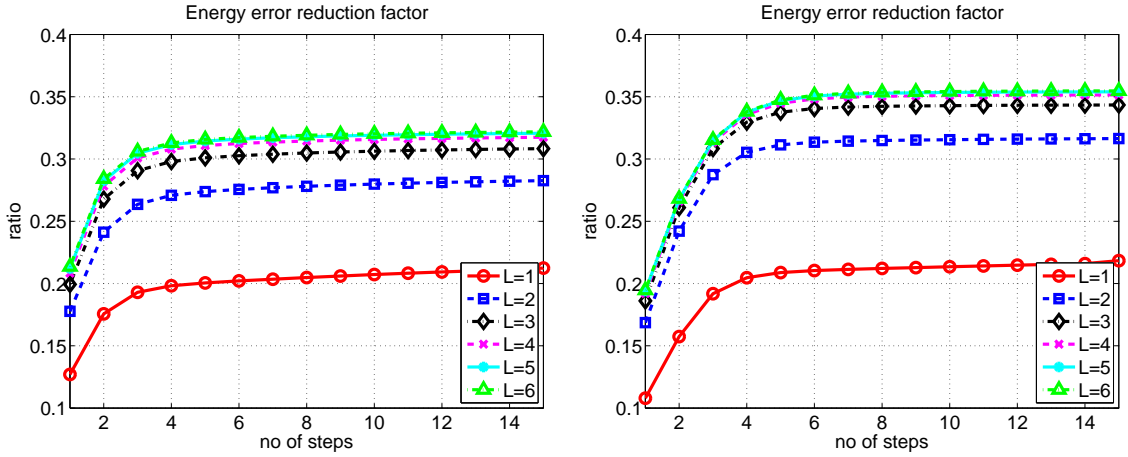 Energy error reduction factor
0.4
0.35
0.3
0.25
0.2
0.15
0.1
ratio
2 4 6 8 10 12 14
no of steps
L=1
L=2
L=3
L=4
L=5
L=6
Energy error reduction factor
0.4
0.35
0.3
0.25
0.2
0.15
0.1
ratio
2 4 6 8 10 12 14
no of steps
L=1
L=2
L=3
L=4
L=5
L=6